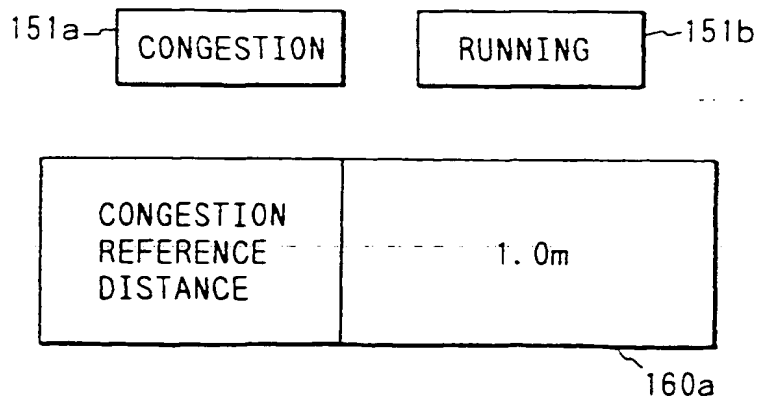 151a CONGESTION RUNNING 151b
CONGESTION
REFERENCE
DISTANCE
1.0m
160a